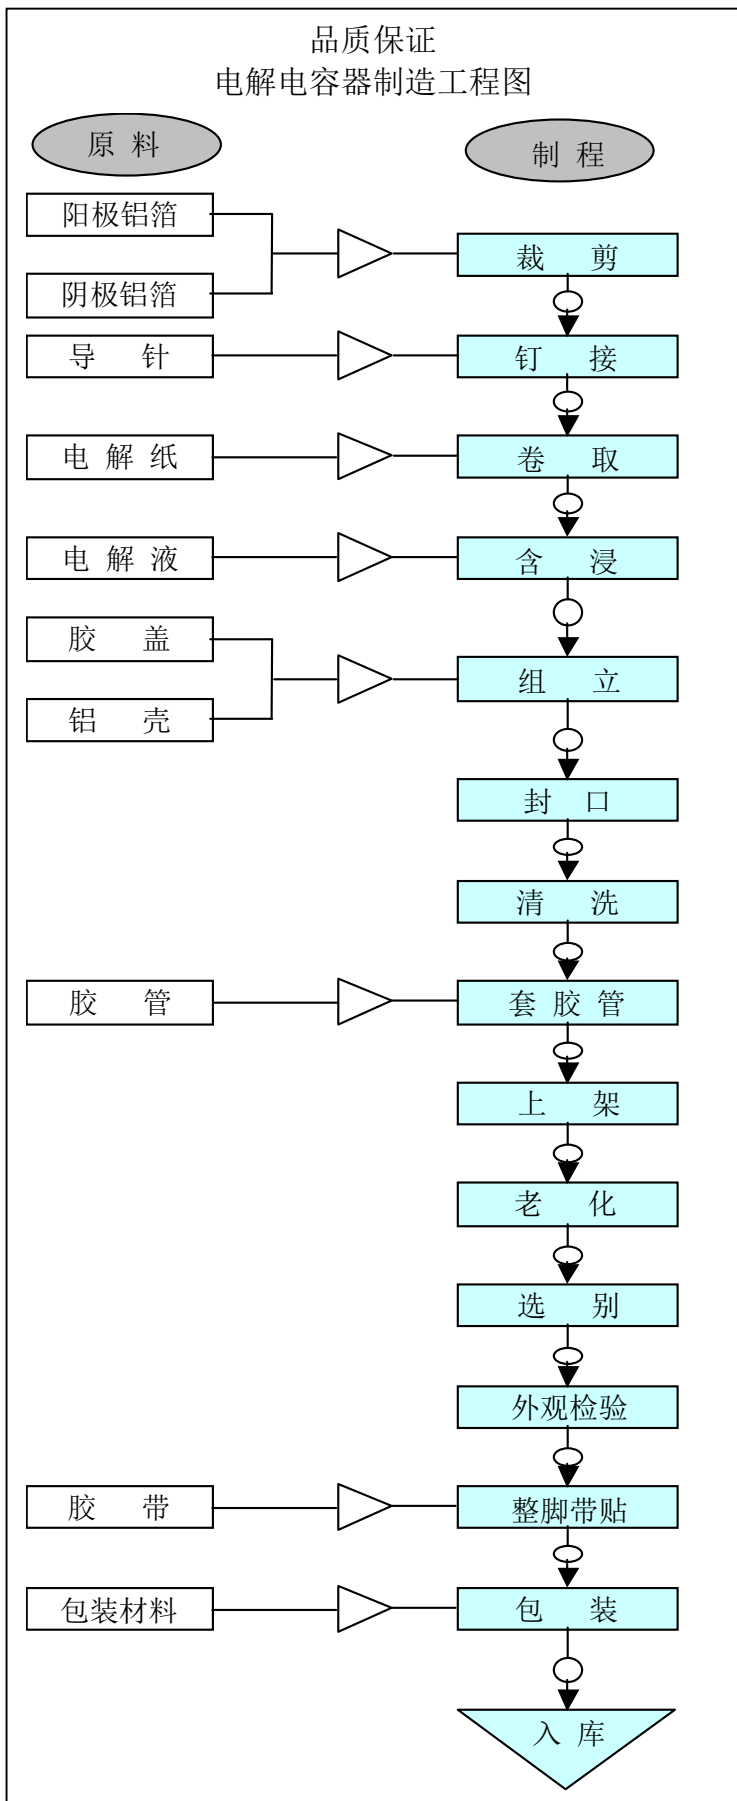 品质保证
电解电容器制造工程图
原 料
制 程
阳极铝箔
裁 剪
阴极铝箔
导 针
钉 接
电 解 纸
卷 取
电 解 液
含 浸
胶 盖
组 立
铝 壳
封 口
清 洗
胶 管
套 胶 管
上 架
老 化
选 别
外观检验
胶 带
整脚带贴
包装材料
包 装
入 库